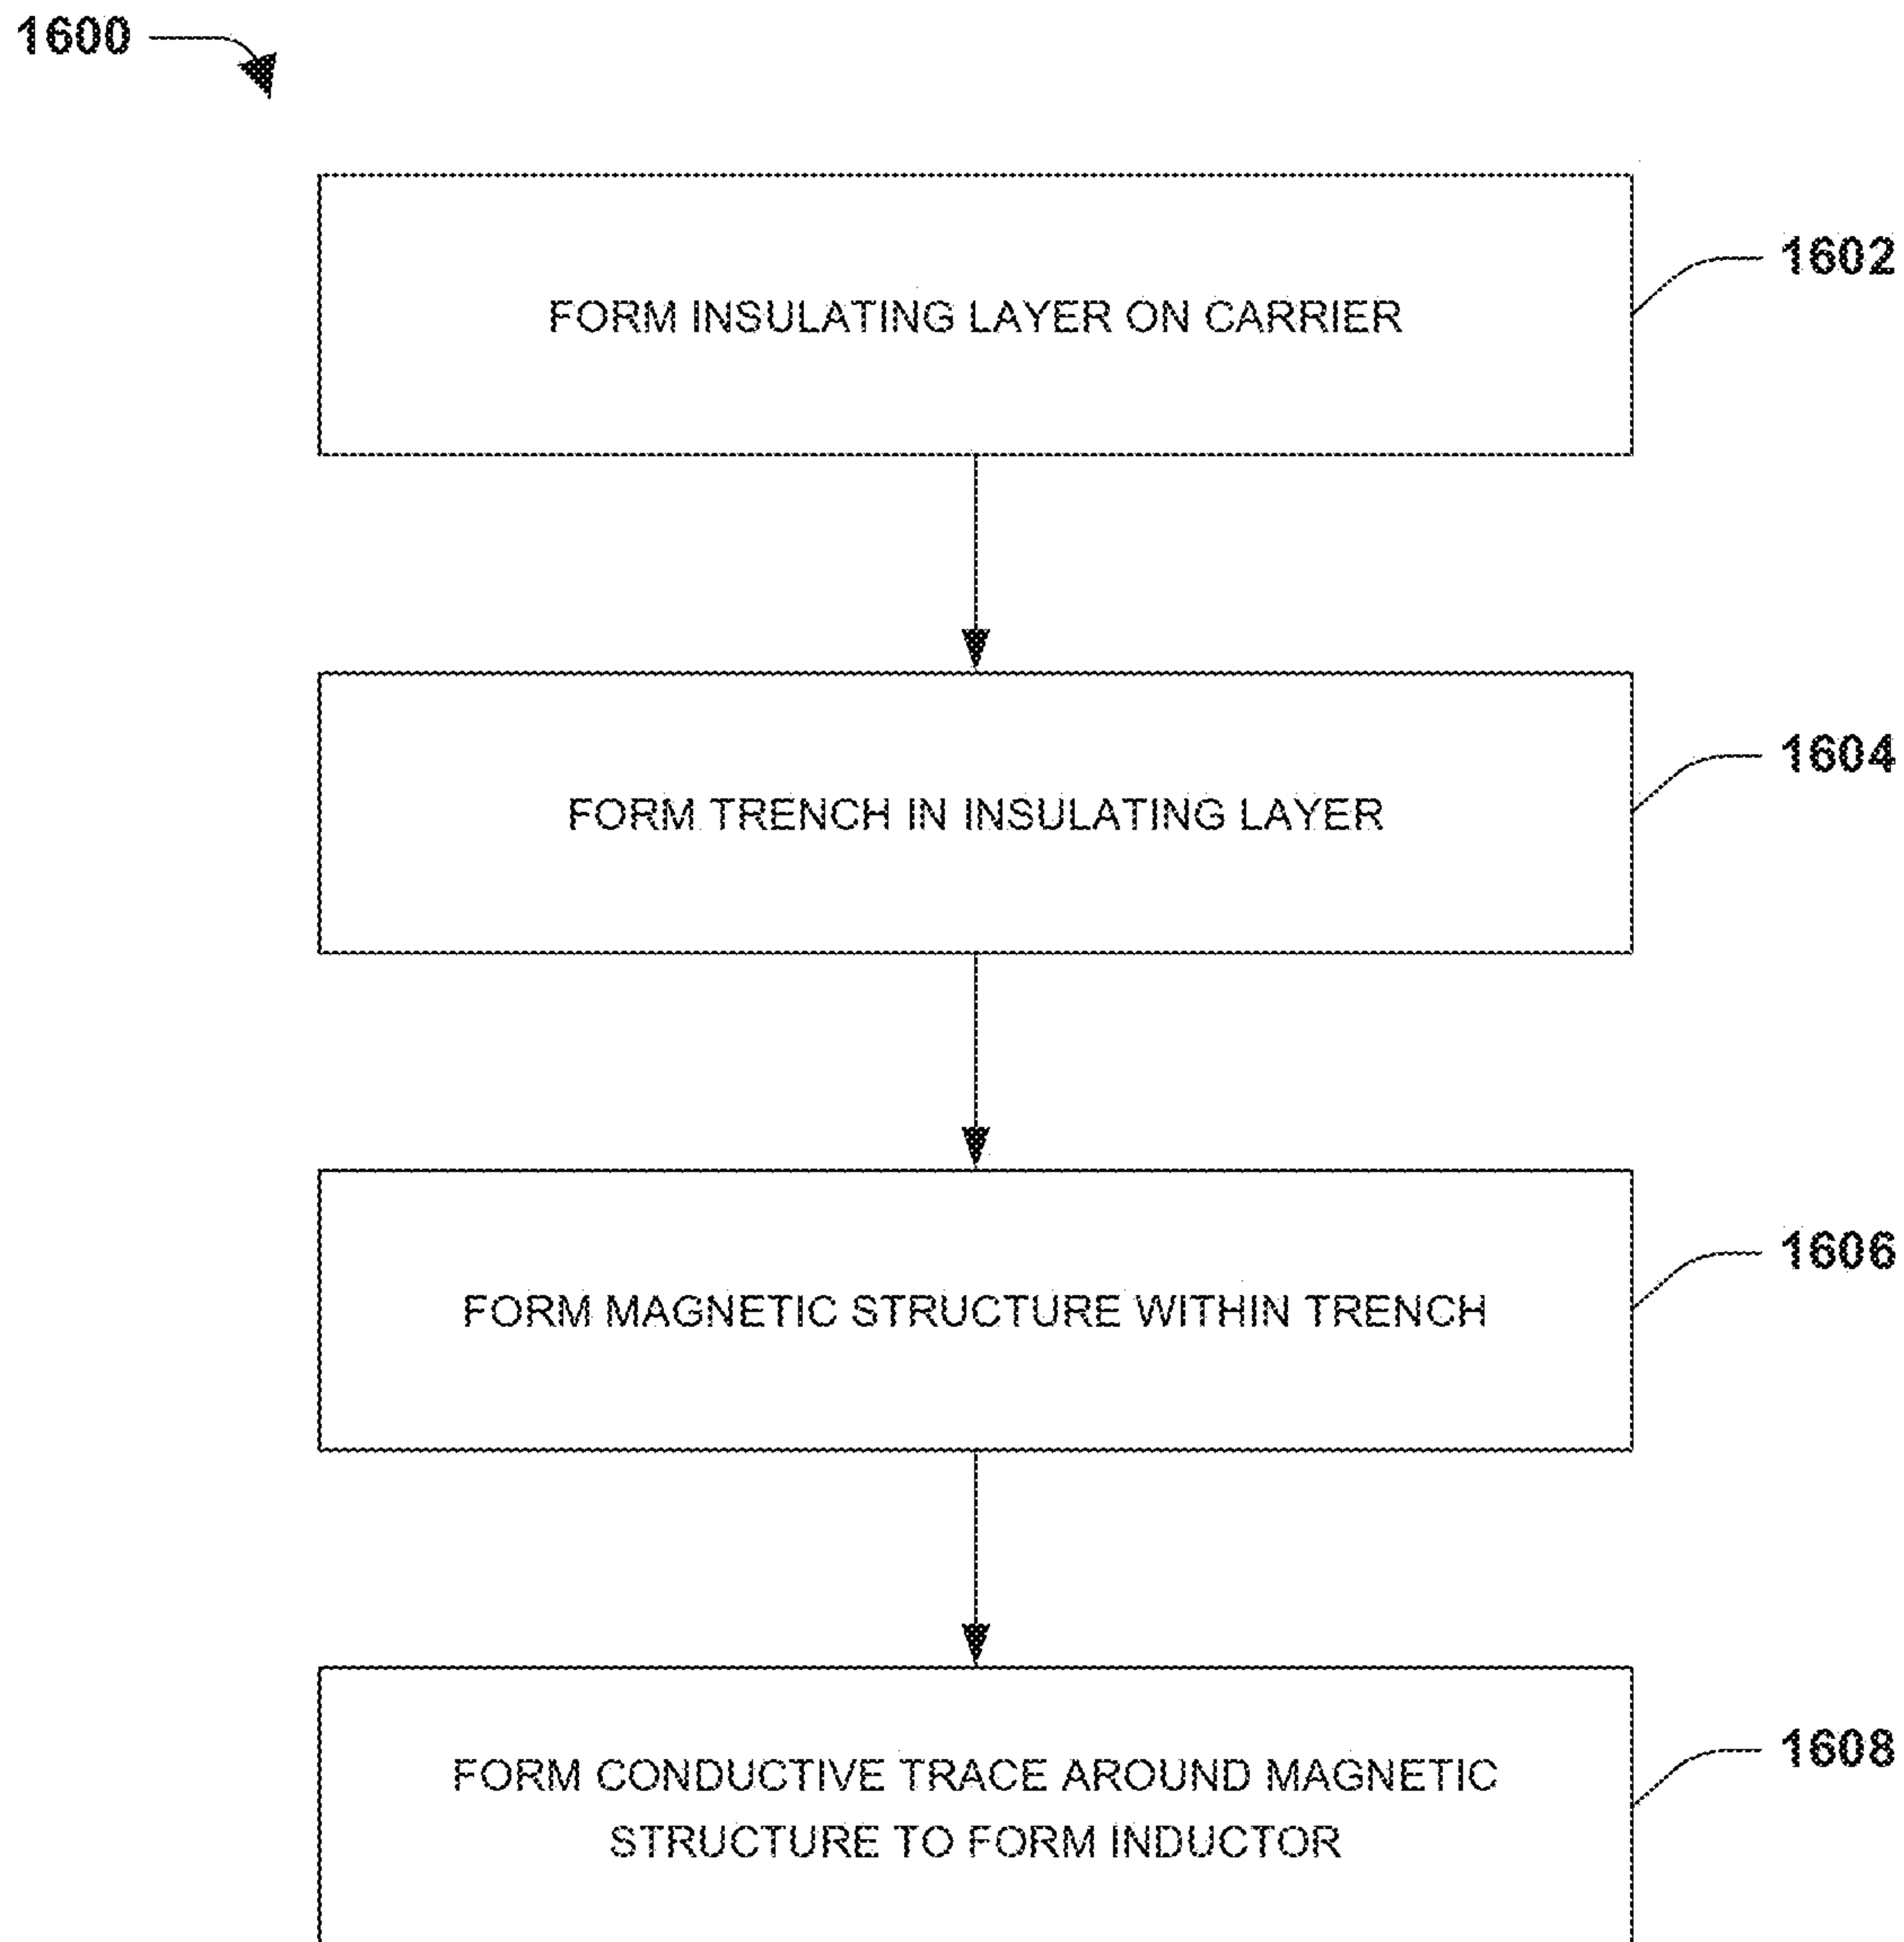 1600
FORM INSULATING LAYER ON CARRIER
1602
FORM TRENCH IN INSULATING LAYER
1604
FORM MAGNETIC STRUCTURE WITHIN TRENCH
1606
FORM CONDUCTIVE TRACE AROUND MAGNETIC
STRUCTURE TO FORM INDUCTOR
1608